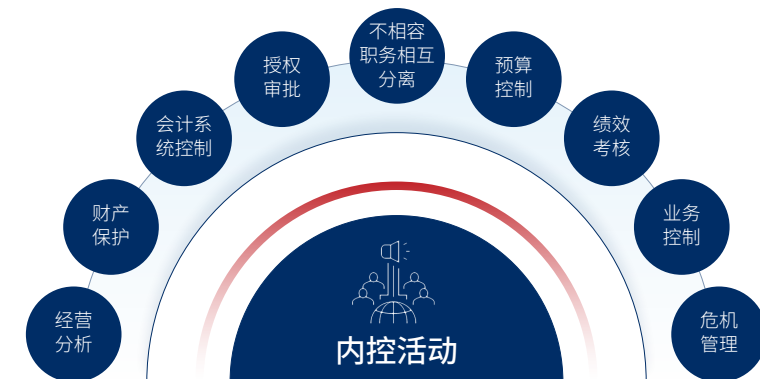 不相容
职务相互
分离
授权
审批
预算
控制
会计系
统控制
绩效
考核
财产
保护
业务
控制
经营
分析
危机
管理
内控活动